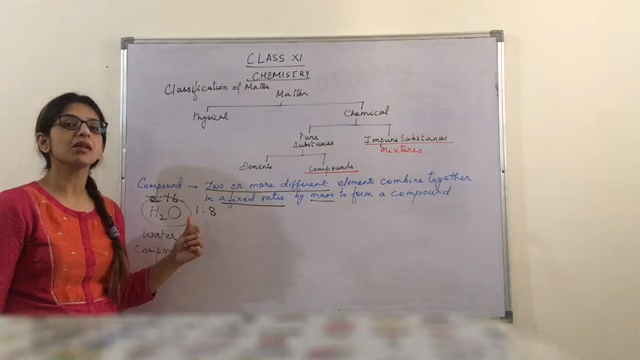 CLASS XI
CHEMISTRY
Classification of Matter
Matter
Physical
Chemical
Pure Substances
Impure Substances
Mixtures
Elements
Compounds
Compound → Two or more different elements combine together
in a fixed ratio by mass to form a compound.
H₂O 1:8
Water